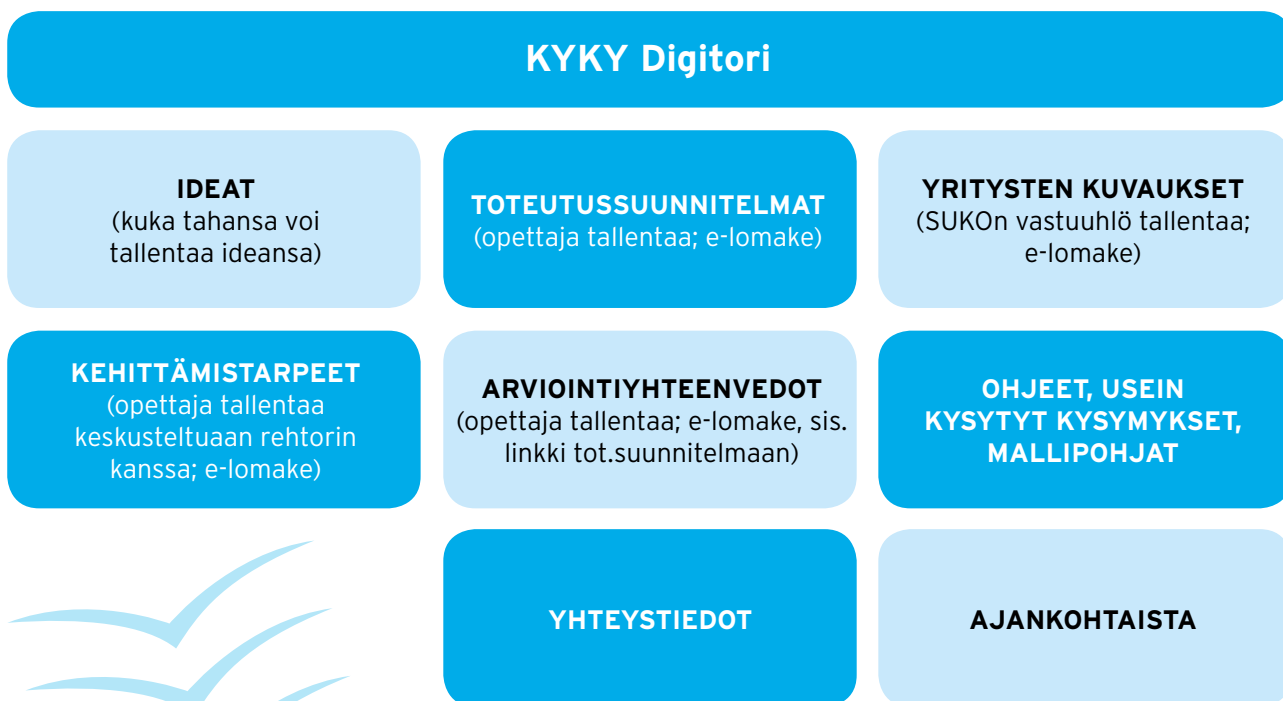 KYKY Digitori
IDEAT
(kuka tahansa voi
tallentaa ideansa)
TOTEUTUSSUUNNITELMAT
(opettaja tallentaa; e-lomake)
YRITYSTEN KUVAUKSET
(SUKOn vastuuhlö tallentaa;
e-lomake)
KEHITTÄMISTARPEET
(opettaja tallentaa
keskusteltuaan rehtorin
kanssa; e-lomake)
ARVIOINTIYHTEENVEDOT
(opettaja tallentaa; e-lomake, sis.
linkki tot.suunnitelmaan)
OHJEET, USEIN
KYSYTYT KYSYMYKSET,
MALLIPOHJAT
YHTEYSTIEDOT
AJANKOHTAISTA